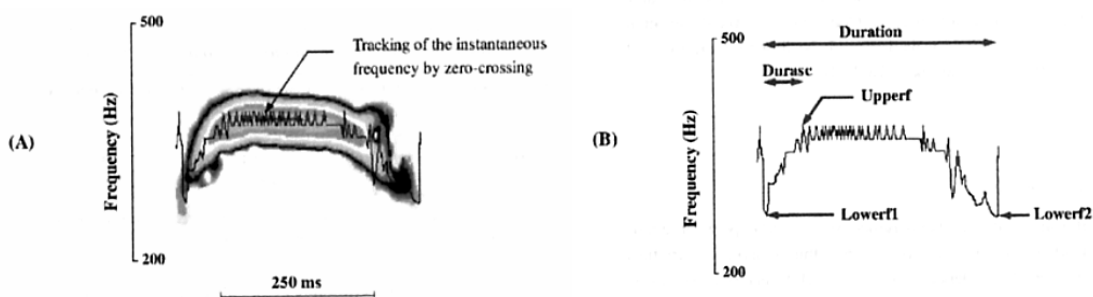 (A)
Frequency (Hz)
500
200
Tracking of the instantaneous
frequency by zero-crossing
250 ms
(B)
Frequency (Hz)
500
200
Duration
Durasc
Upperf
Lowerf1
Lowerf2